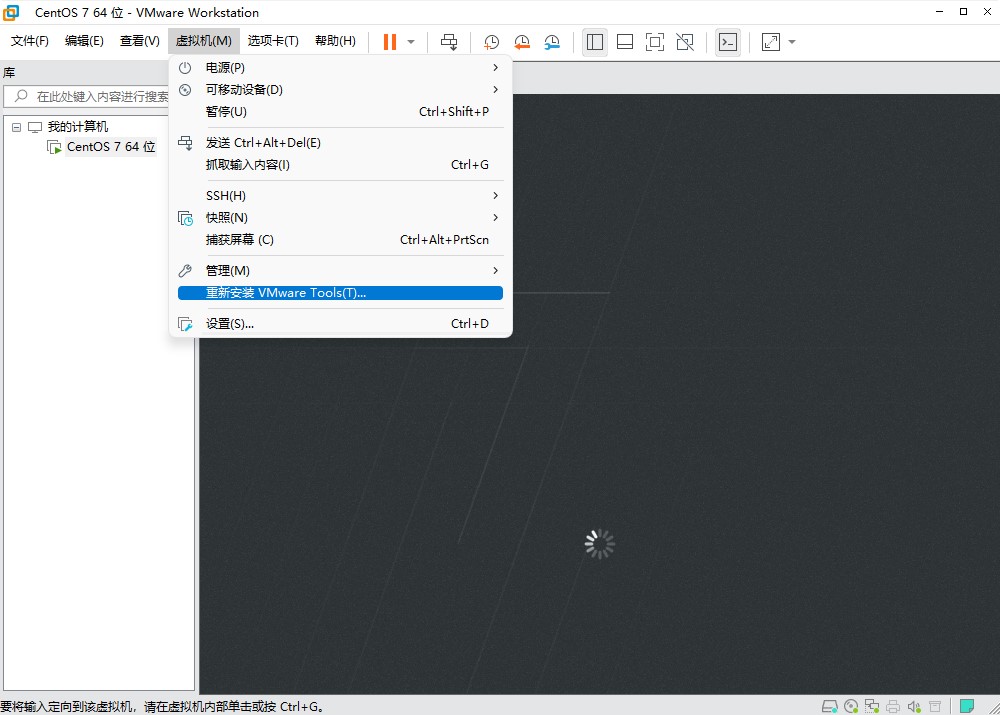 CentOS 7 64 位 - VMware Workstation
文件(F) 编辑(E) 查看(V) 虚拟机(M) 选项卡(T) 帮助(H)
库
在此处键入内容进行搜索
我的计算机
CentOS 7 64 位
电源(P)
可移动设备(D)
暂停(U) Ctrl+Shift+P
发送 Ctrl+Alt+Del(E)
抓取输入内容(I) Ctrl+G
SSH(H)
快照(N)
捕获屏幕 (C) Ctrl+Alt+PrtScn
管理(M)
重新安装 VMware Tools(T)...
设置(S)... Ctrl+D
要将输入定向到该虚拟机，请在虚拟机内部单击或按 Ctrl+G。